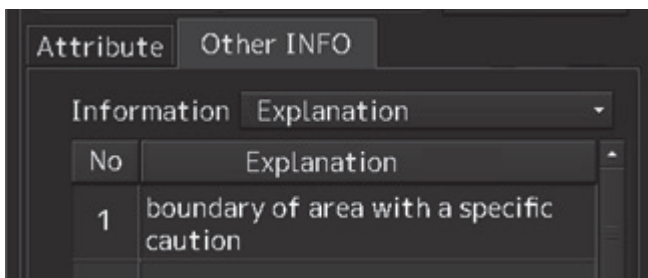 Attribute Other INFO
Information Explanation
No Explanation
1 boundary of area with a specific
caution